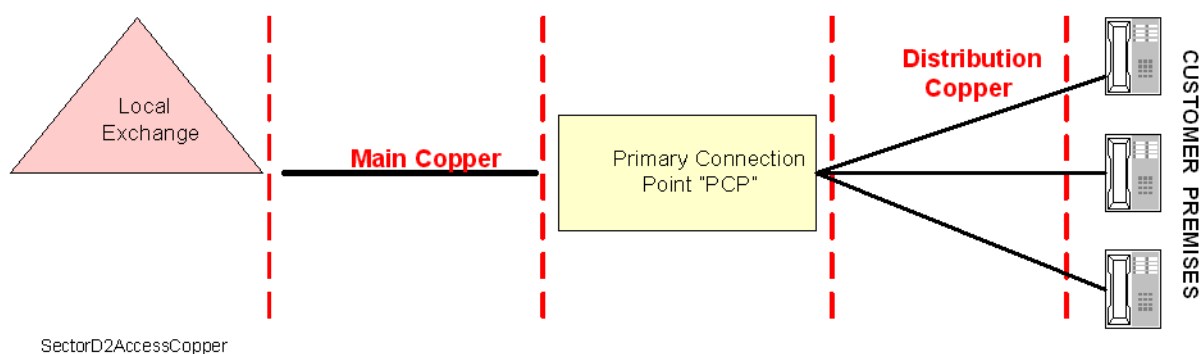 Local
Exchange
Main Copper
Primary Connection
Point "PCP"
Distribution
Copper
CUSTOMER PREMISES
SectorD2AccessCopper